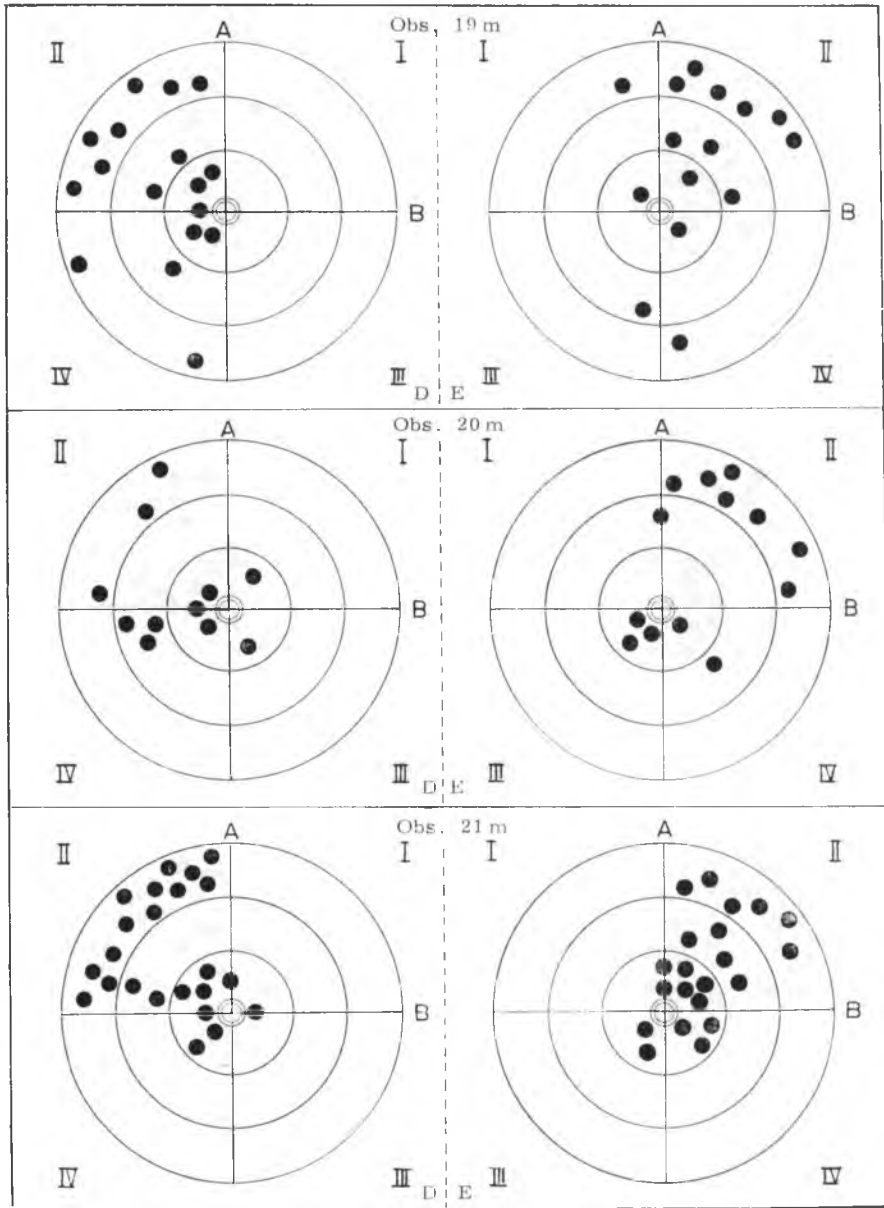 Obs. 19 m
A A
II I I II
B B
IV III III IV
D E
Obs. 20 m
A A
II I I II
B B
IV III III IV
D E
Obs. 21 m
A A
II I I II
B B
IV III III IV
D E